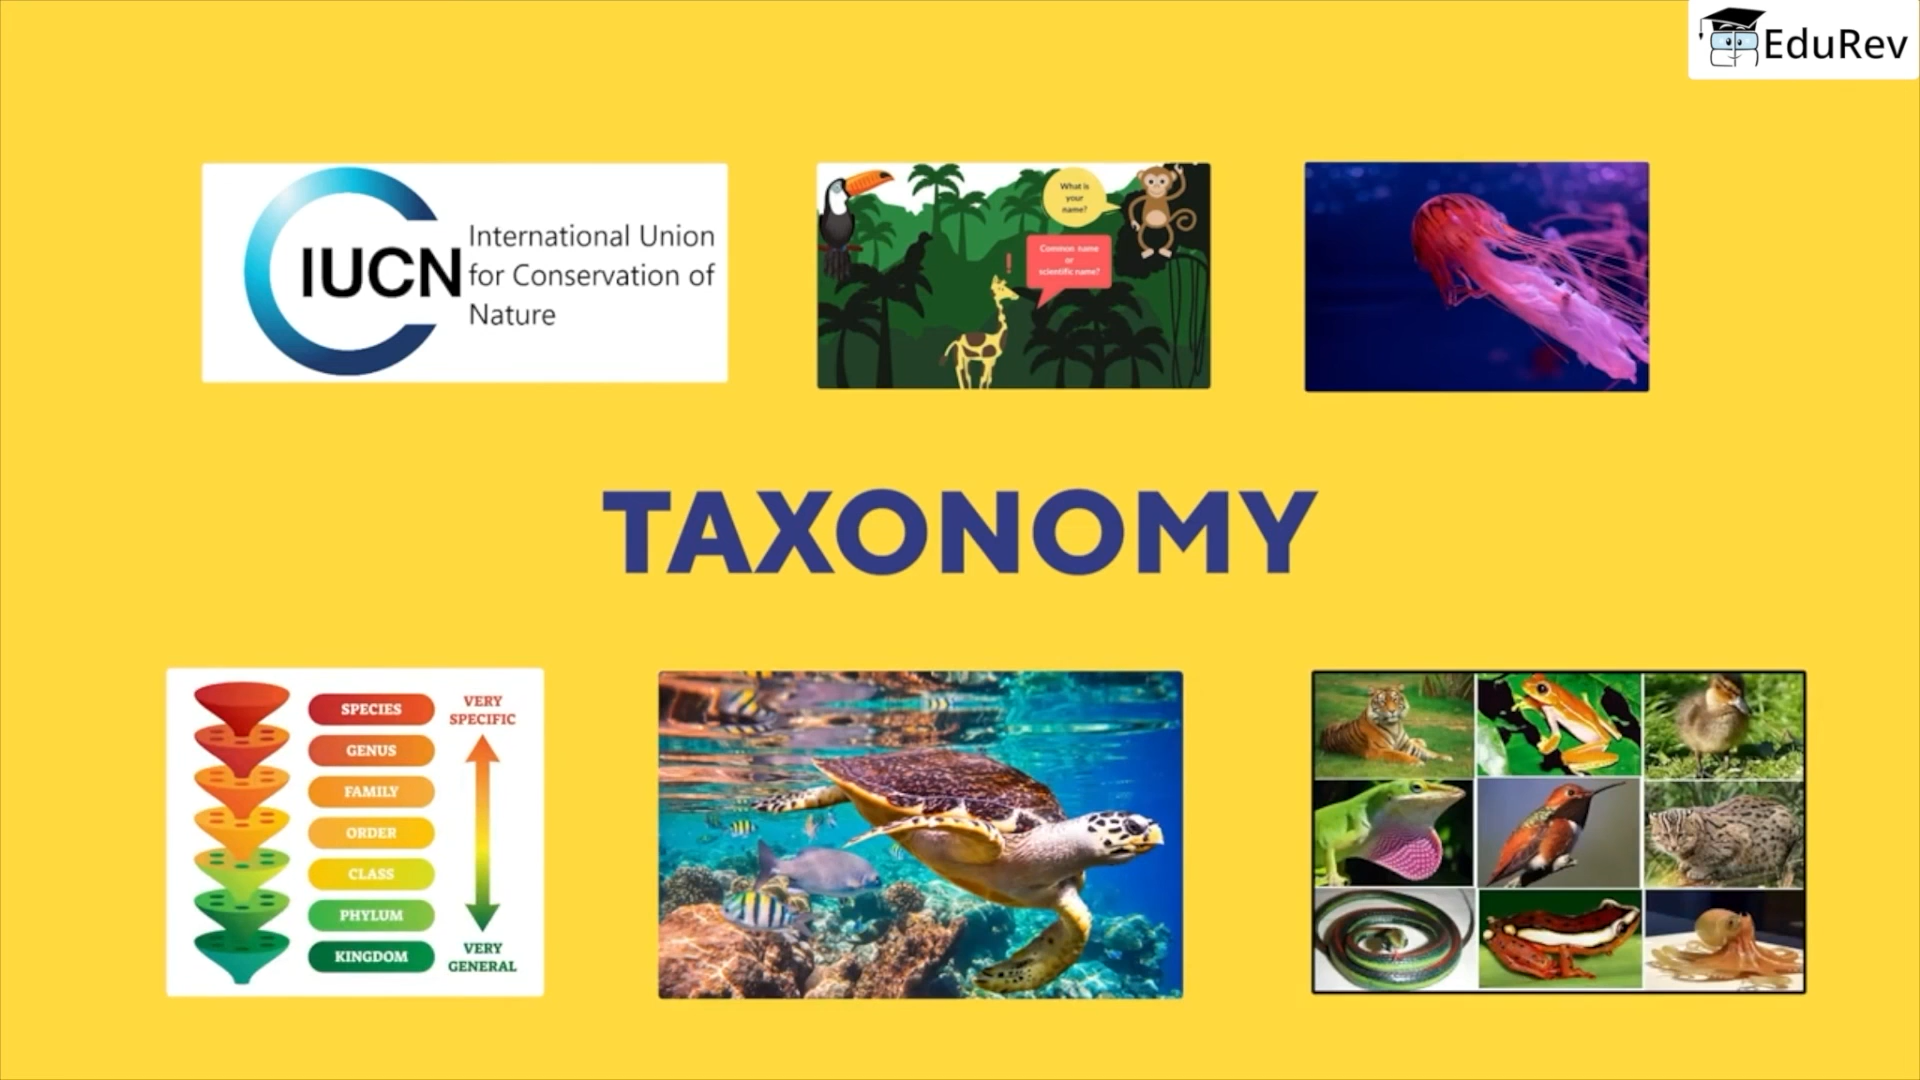 EduRev
IUCN
International Union
for Conservation of
Nature
What is
your
name?
Common name
or
scientific name?
!
TAXONOMY
SPECIES
GENUS
FAMILY
ORDER
CLASS
PHYLUM
KINGDOM
VERY
SPECIFIC
VERY
GENERAL